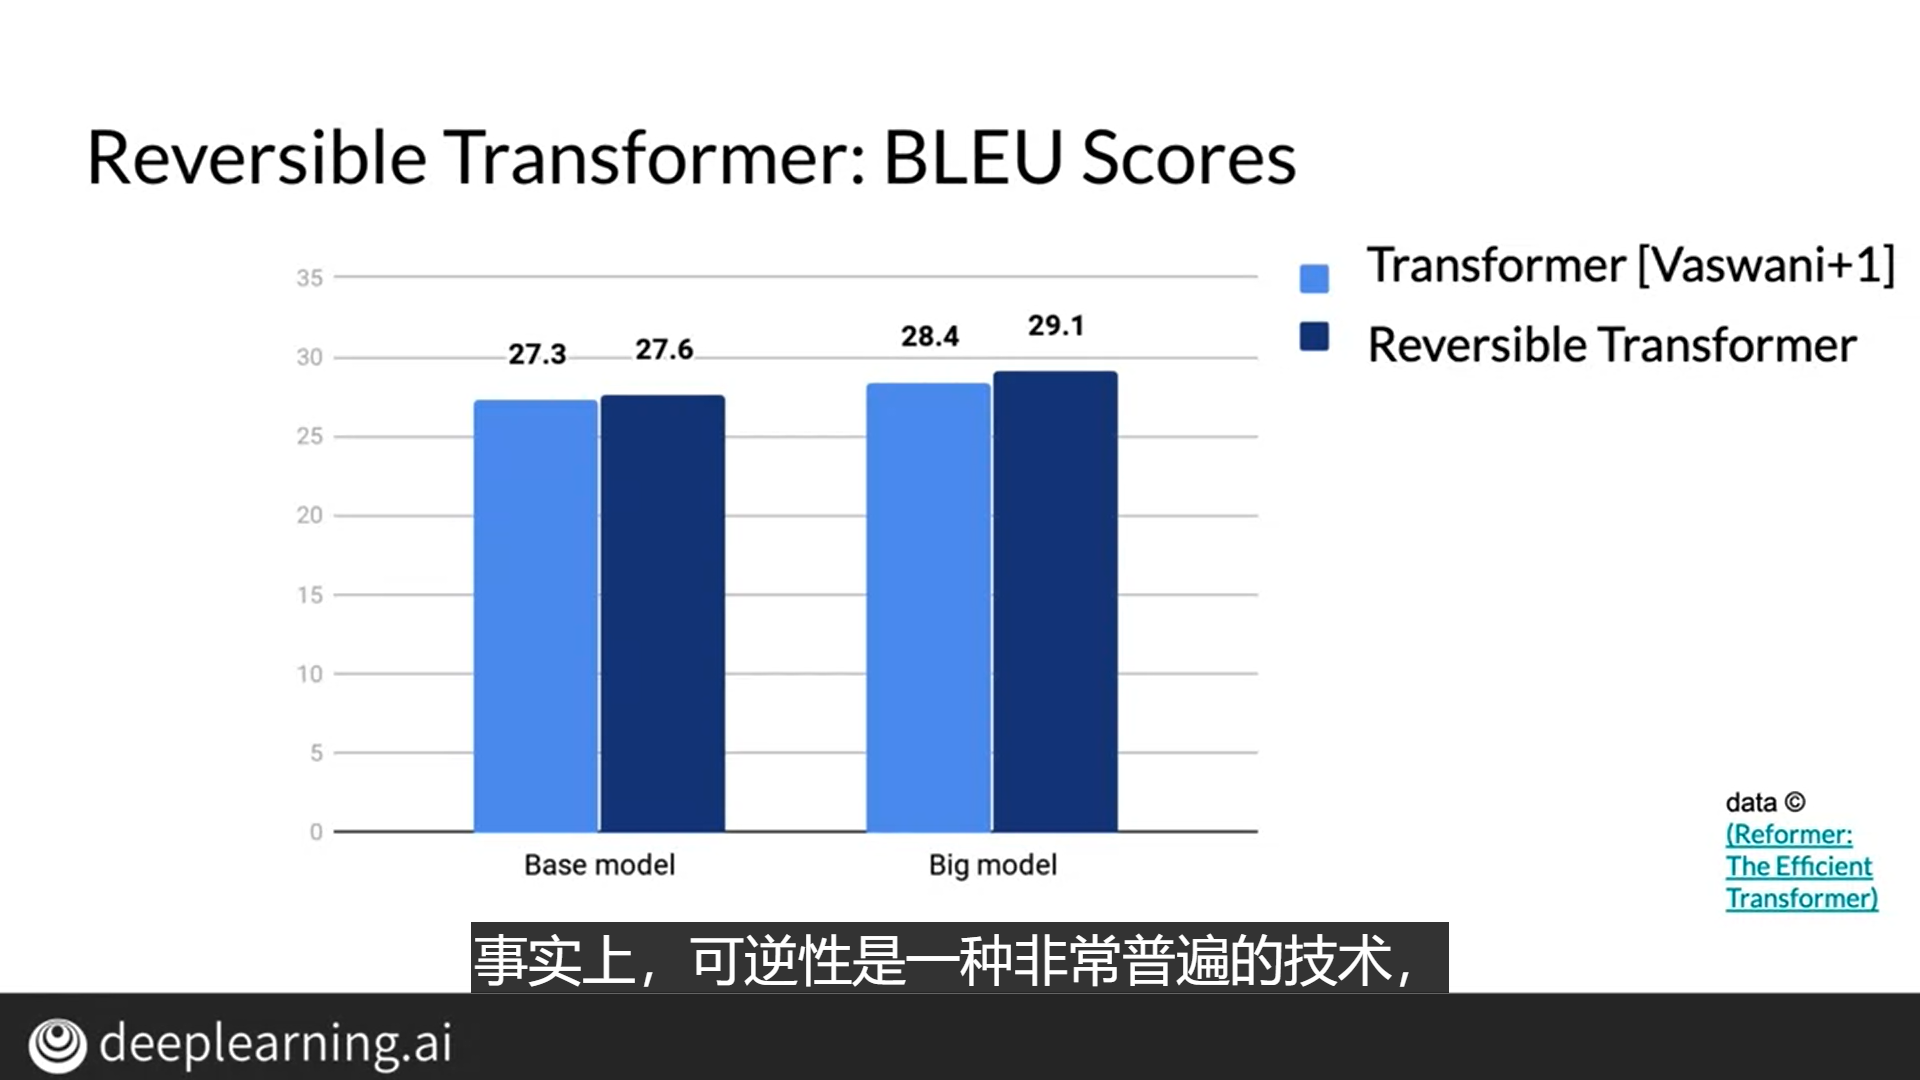 Reversible Transformer: BLEU Scores
Transformer [Vaswani+1]
Reversible Transformer
35
30
25
20
15
10
5
0
27.3
27.6
28.4
29.1
Base model
Big model
data ©
(Reformer:
The Efficient
Transformer)
事实上，可逆性是一种非常普遍的技术，
deeplearning.ai